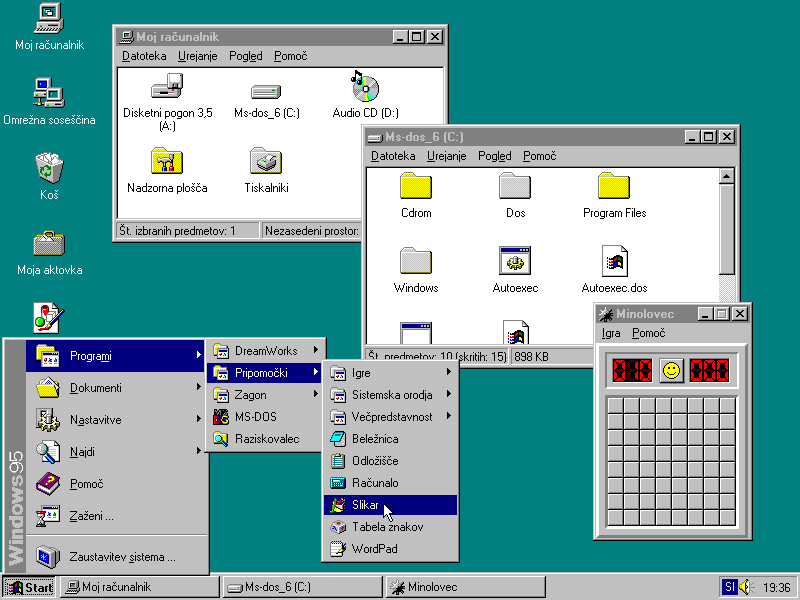 Moj računalnik
Omrežna soseščina
Koš
Moja aktovka
Moj računalnik
Datoteka Urejanje Pogled Pomoč
Disketni pogon 3,5 (A:)
Ms-dos_6 (C:)
Audio CD (D:)
Nadzorna plošča
Tiskalniki
Št. izbranih predmetov: 1
Nezasedeni prostor:
Ms-dos_6 (C:)
Datoteka Urejanje Pogled Pomoč
Cdrom
Dos
Program Files
Windows
Autoexec
Autoexec.dos
Št. predmetov: 10 (skritih: 15)
898 KB
Minolovec
Igra Pomoč
Windows95
Programi
Dokumenti
Nastavitve
Najdi
Pomoč
Zaženi ...
Zaustavitev sistema ...
DreamWorks
Pripomočki
Zagon
MS-DOS
Raziskovalec
Igre
Sistemska orodja
Večpredstavnost
Beležnica
Odložišče
Računalo
Slikar
Tabela znakov
WordPad
Start
Moj računalnik
Ms-dos_6 (C:)
Minolovec
Sl
19:36